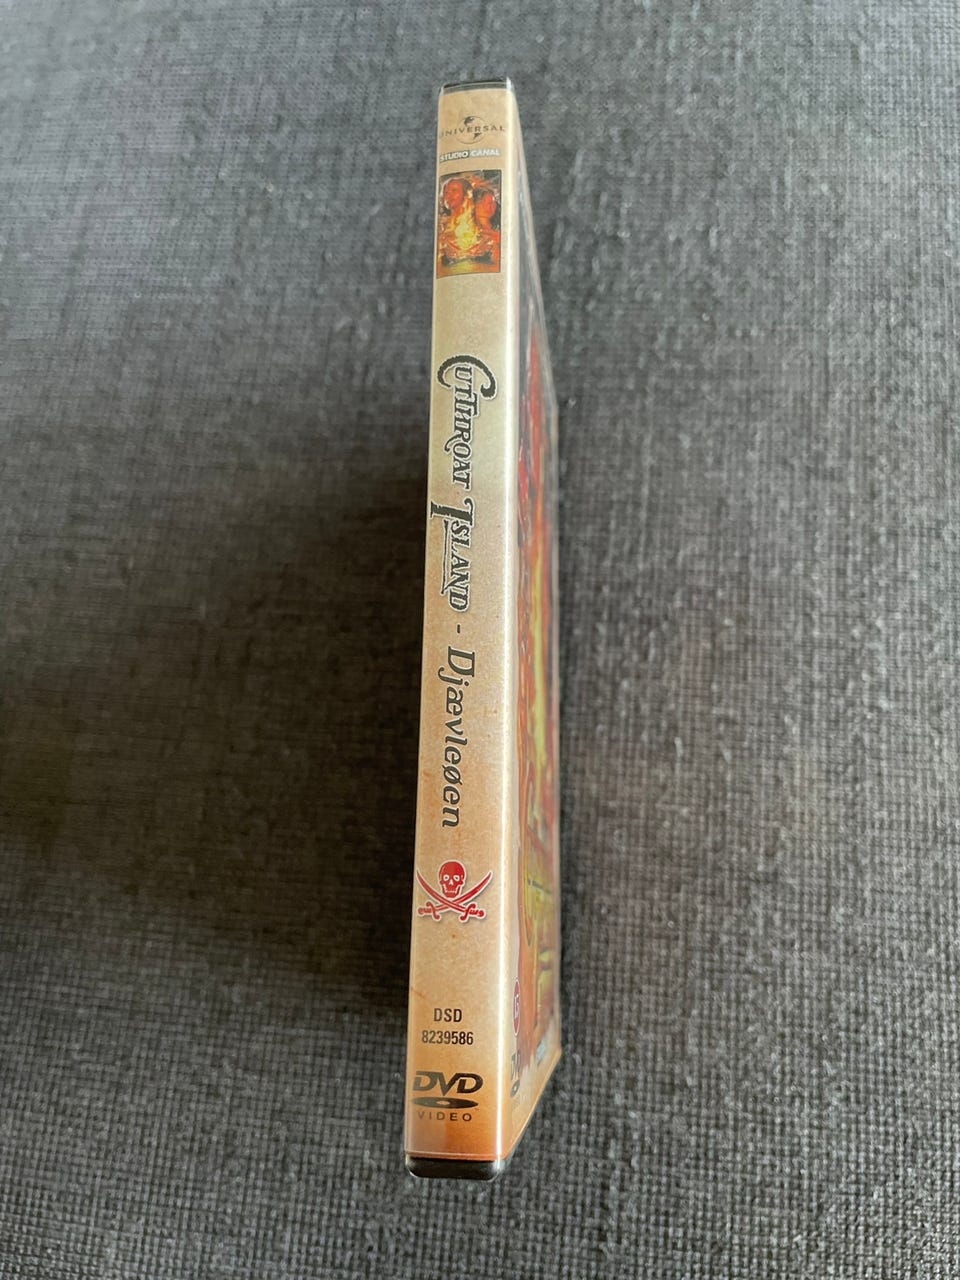 UNIVERSAL
STUDIO CANAL
CUTTHROAT ISLAND - Djævleøen
DSD
8239586
DVD
VIDEO